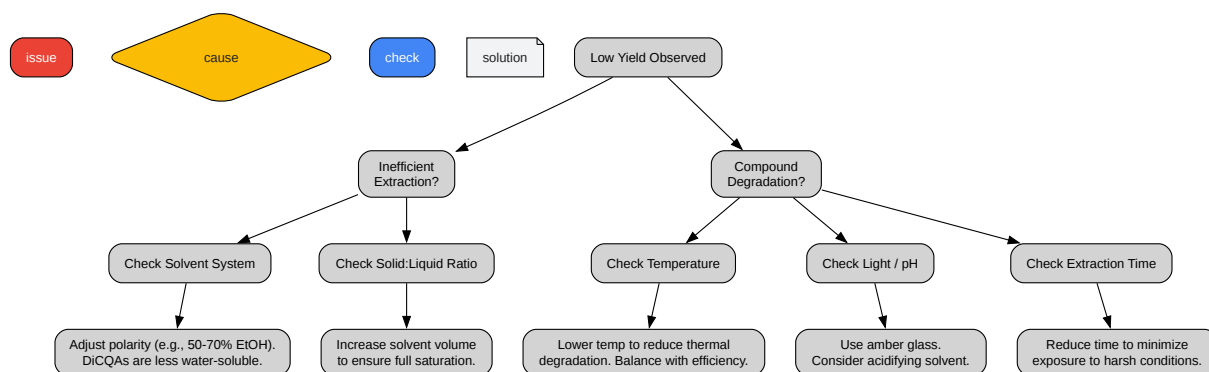 issue
cause
check
solution
Low Yield Observed
Inefficient
Extraction?
Compound
Degradation?
Check Solvent System
Check Solid:Liquid Ratio
Check Temperature
Check Light / pH
Check Extraction Time
Adjust polarity (e.g., 50-70% EtOH).
DiCQAs are less water-soluble.
Increase solvent volume
to ensure full saturation.
Lower temp to reduce thermal
degradation. Balance with efficiency.
Use amber glass.
Consider acidifying solvent.
Reduce time to minimize
exposure to harsh conditions.